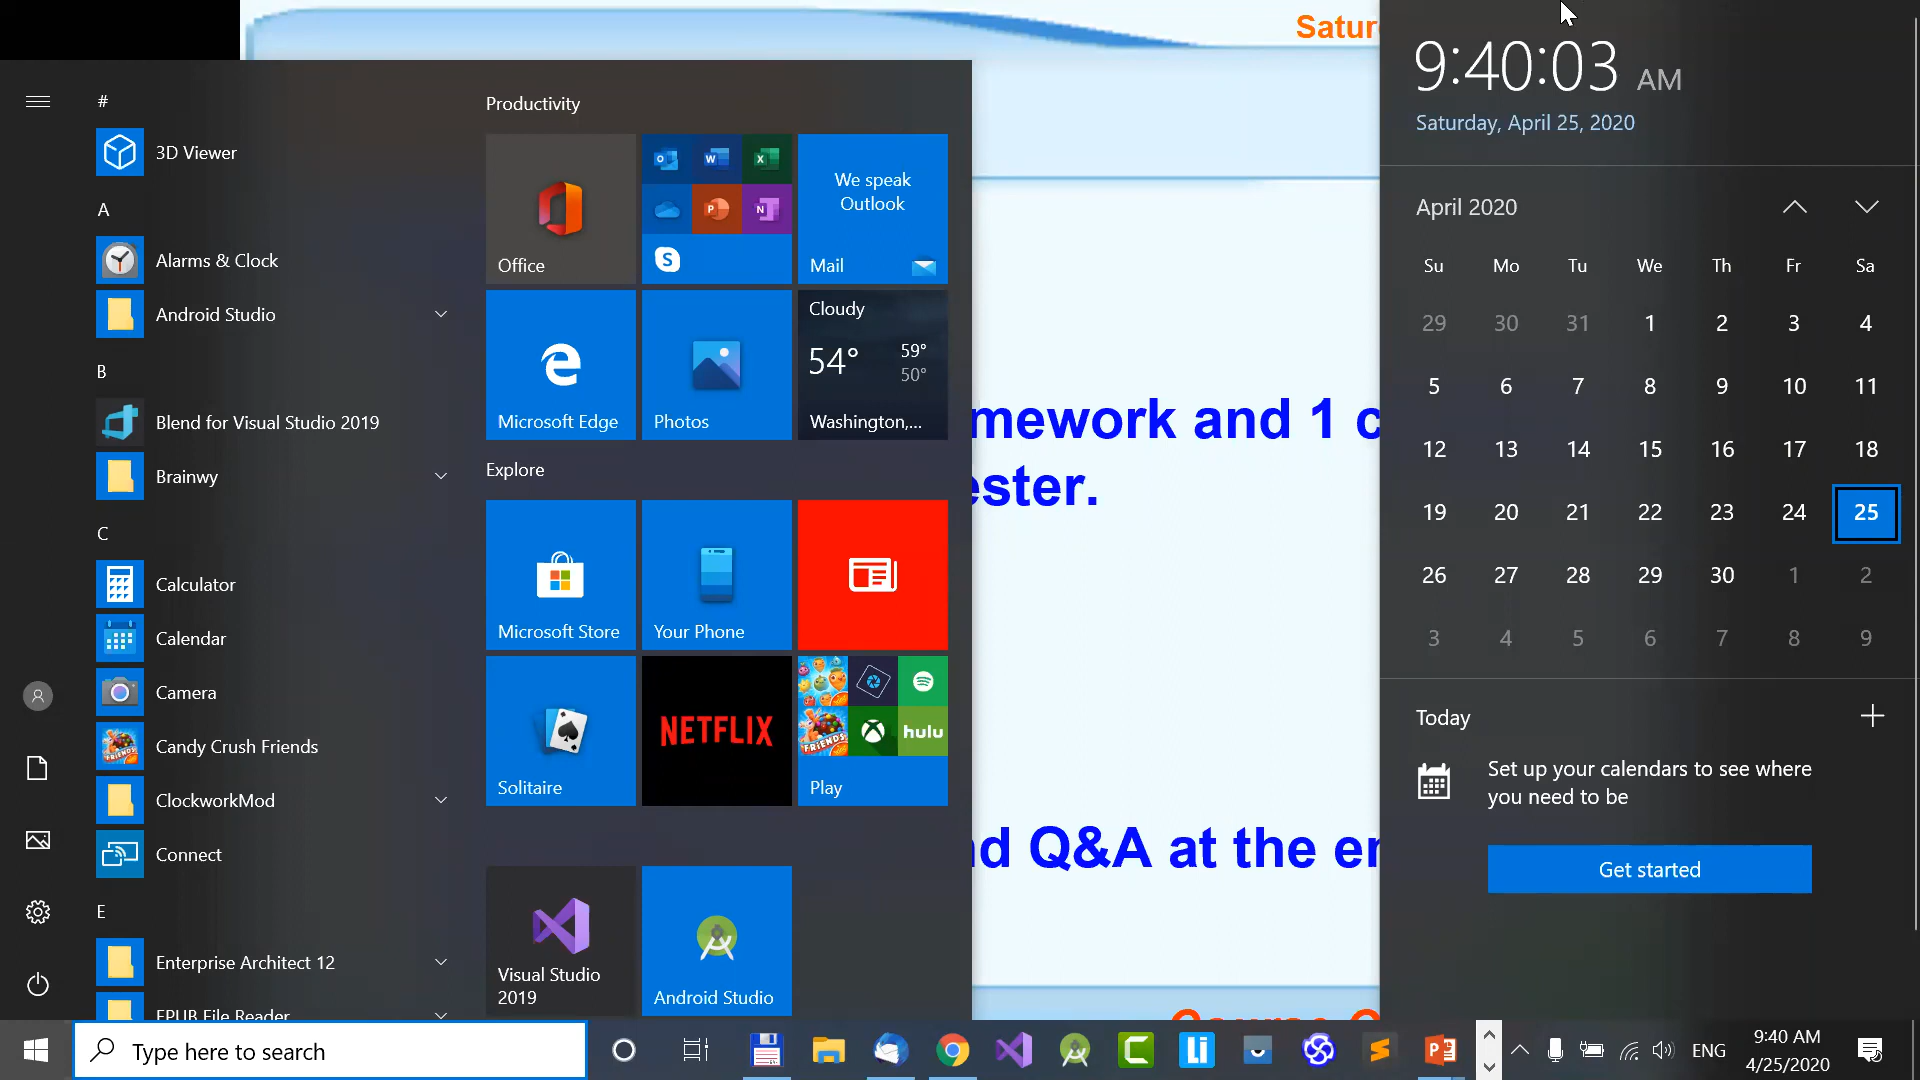 Satur
#
3D Viewer
A
Alarms & Clock
Android Studio
B
Blend for Visual Studio 2019
Brainwy
C
Calculator
Calendar
Camera
Candy Crush Friends
ClockworkMod
Connect
E
Enterprise Architect 12
EPUB File Reader
Productivity
Office
We speak
Outlook
Mail
Microsoft Edge
Photos
Cloudy
54° 59°
50°
Washington,...
Explore
Microsoft Store
Your Phone
Solitaire
NETFLIX
FRIENDS
hulu
Play
Visual Studio
2019
Android Studio
mework and 1 c
ester.
nd Q&A at the er
9:40:03 AM
Saturday, April 25, 2020
April 2020
Su Mo Tu We Th Fr Sa
29 30 31 1 2 3 4
5 6 7 8 9 10 11
12 13 14 15 16 17 18
19 20 21 22 23 24 25
26 27 28 29 30 1 2
3 4 5 6 7 8 9
Today
Set up your calendars to see where
you need to be
Get started
Type here to search
ENG
9:40 AM
4/25/2020